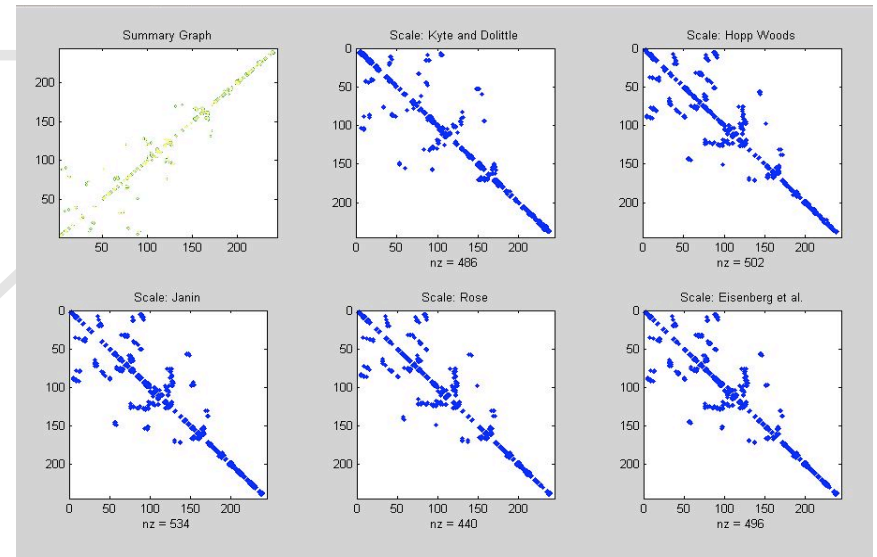 Summary Graph
200
150
100
50
50 100 150 200
Scale: Kyte and Dolittle
0
50
100
150
200
0 50 100 150 200
nz = 486
Scale: Hopp Woods
0
50
100
150
200
0 50 100 150 200
nz = 502
Scale: Janin
0
50
100
150
200
0 50 100 150 200
nz = 534
Scale: Rose
0
50
100
150
200
0 50 100 150 200
nz = 440
Scale: Eisenberg et al.
0
50
100
150
200
0 50 100 150 200
nz = 496